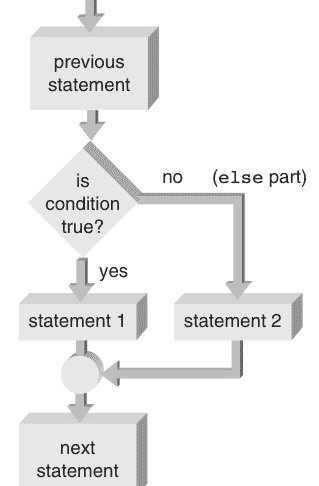 previous
statement
is
condition
true?
no (else part)
yes
statement 1
statement 2
next
statement